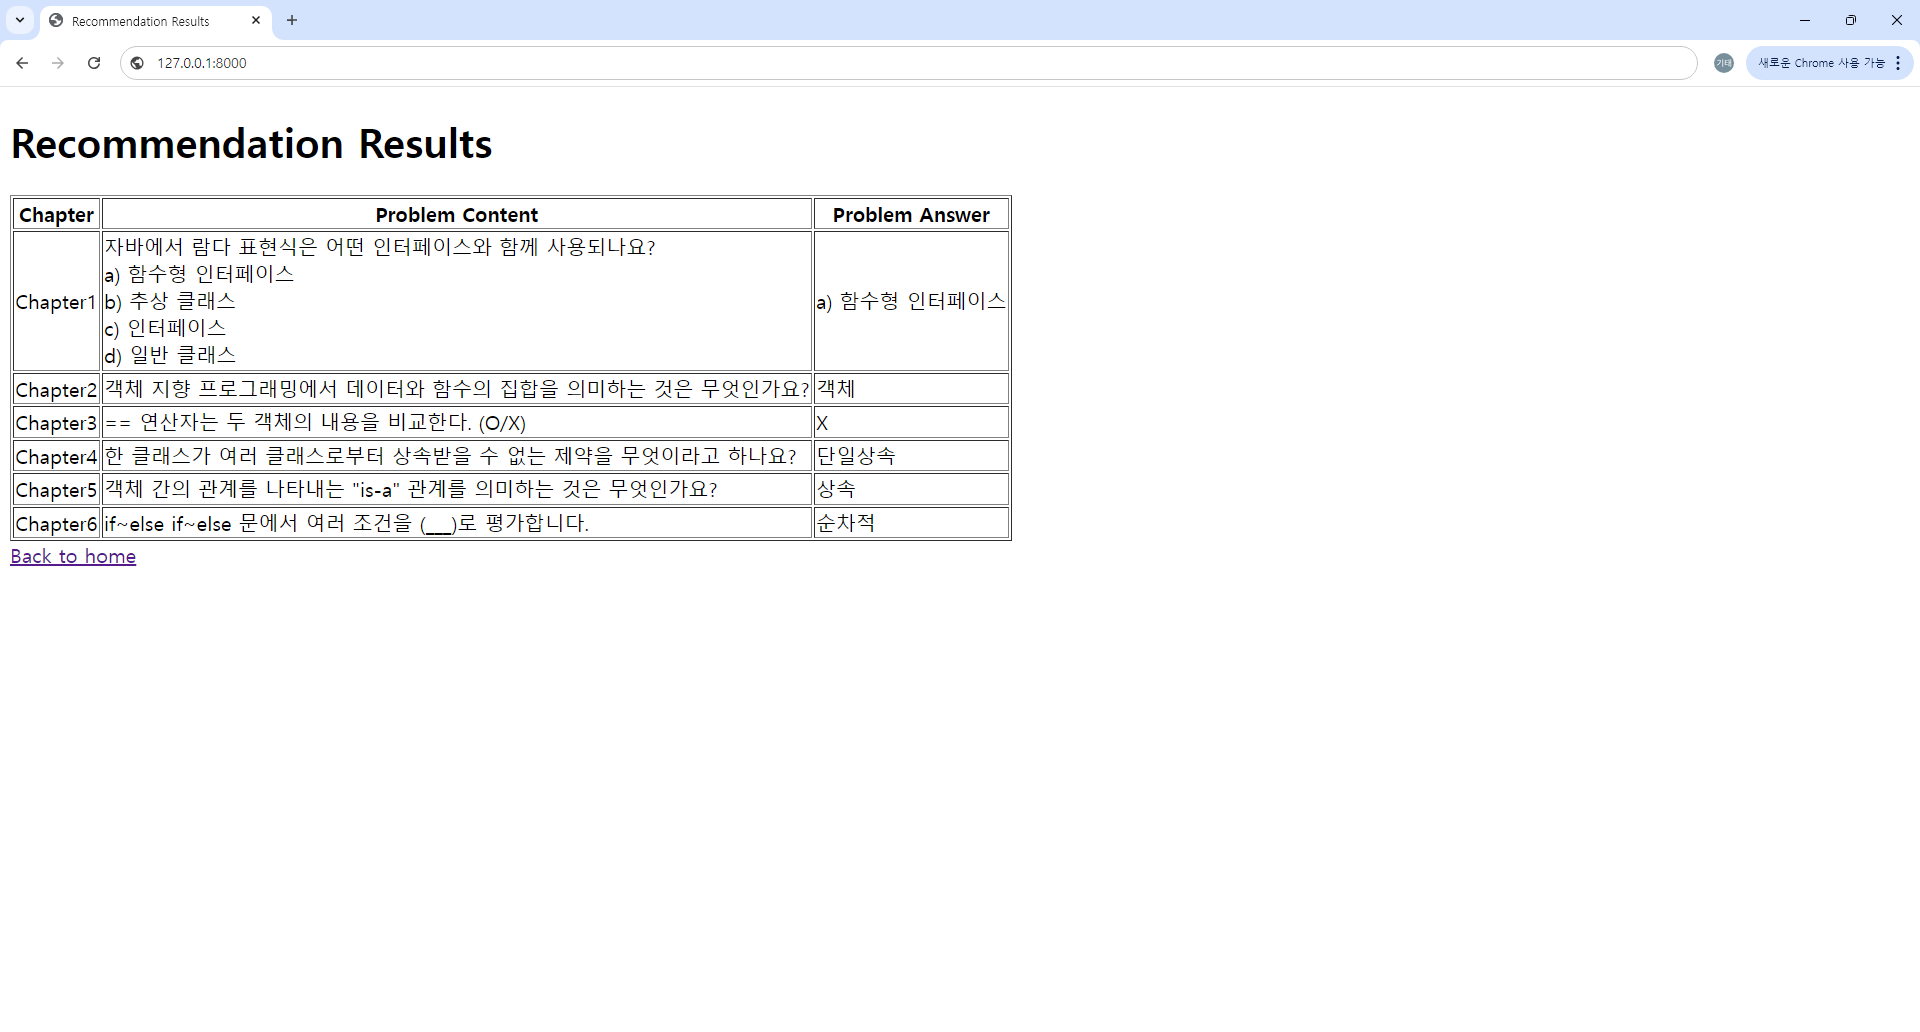 Recommendation Results
127.0.0.1:8000
기태
새로운 Chrome 사용 가능
Recommendation Results
Chapter Problem Content Problem Answer
자바에서 람다 표현식은 어떤 인터페이스와 함께 사용되나요?
a) 함수형 인터페이스
Chapter1 b) 추상 클래스 a) 함수형 인터페이스
c) 인터페이스
d) 일반 클래스
Chapter2 객체 지향 프로그래밍에서 데이터와 함수의 집합을 의미하는 것은 무엇인가요? 객체
Chapter3 == 연산자는 두 객체의 내용을 비교한다. (O/X) X
Chapter4 한 클래스가 여러 클래스로부터 상속받을 수 없는 제약을 무엇이라고 하나요? 단일상속
Chapter5 객체 간의 관계를 나타내는 "is-a" 관계를 의미하는 것은 무엇인가요? 상속
Chapter6 if~else if~else 문에서 여러 조건을 (___)로 평가합니다. 순차적
Back to home